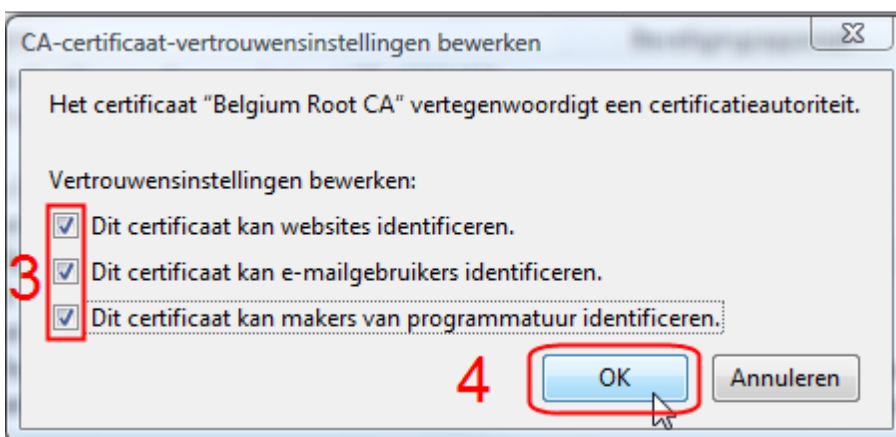 CA-certificaat-vertrouwensinstellingen bewerken
Het certificaat “Belgium Root CA” vertegenwoordigt een certificatieautoriteit.
Vertrouwensinstellingen bewerken:
Dit certificaat kan websites identificeren.
3 Dit certificaat kan e-mailgebruikers identificeren.
Dit certificaat kan makers van programmatuur identificeren.
4 OK Annuleren